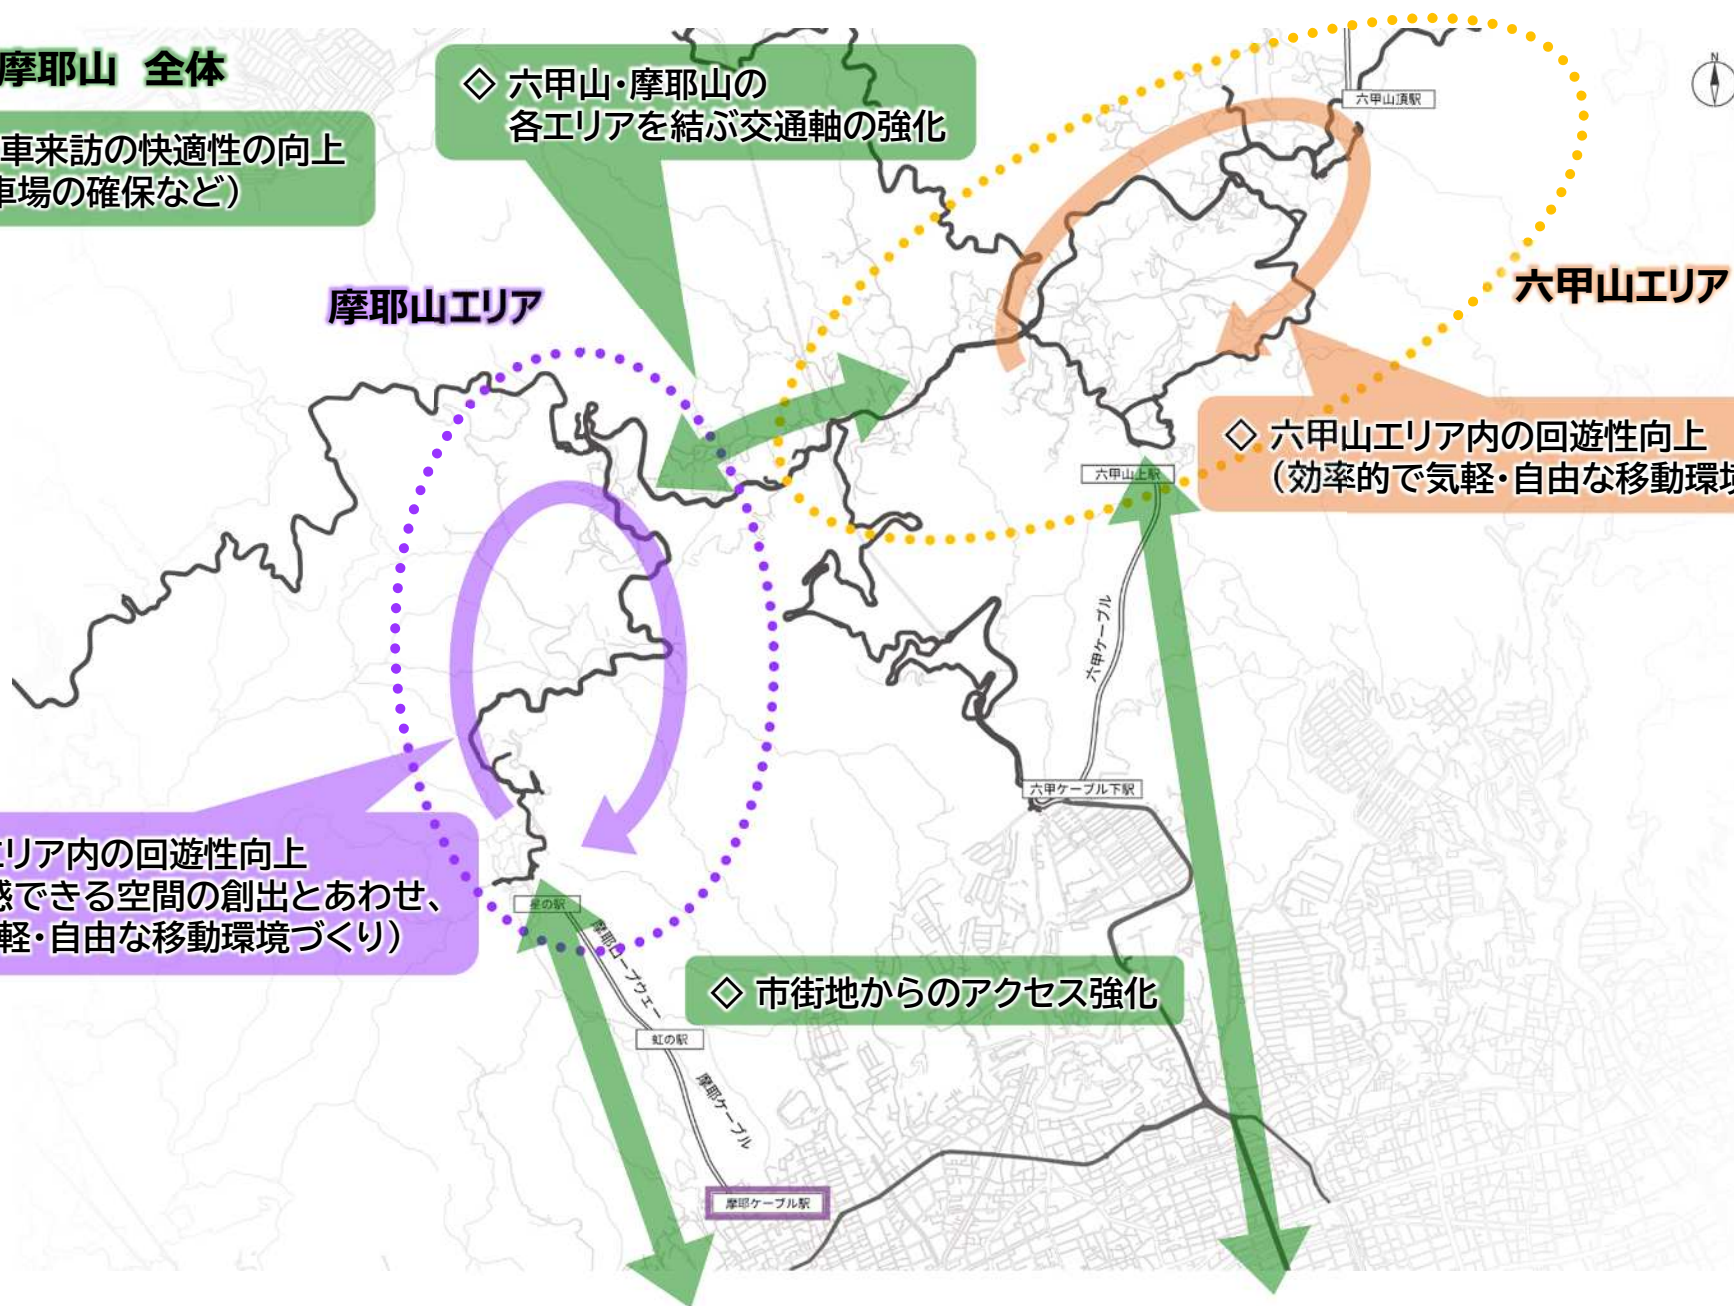 摩耶山 全体
車来訪の快適性の向上
車場の確保など）
◇ 六甲山・摩耶山の
各エリアを結ぶ交通軸の強化
N
六甲山頂駅
摩耶山エリア
六甲山エリア
◇ 六甲山エリア内の回遊性向上
（効率的で気軽・自由な移動環境
六甲山上駅
六甲ケーブル
六甲ケーブル下駅
エリア内の回遊性向上
感できる空間の創出とあわせ、
軽・自由な移動環境づくり）
星の駅
摩耶ロープウェー
◇ 市街地からのアクセス強化
虹の駅
摩耶ケーブル
摩耶ケーブル駅